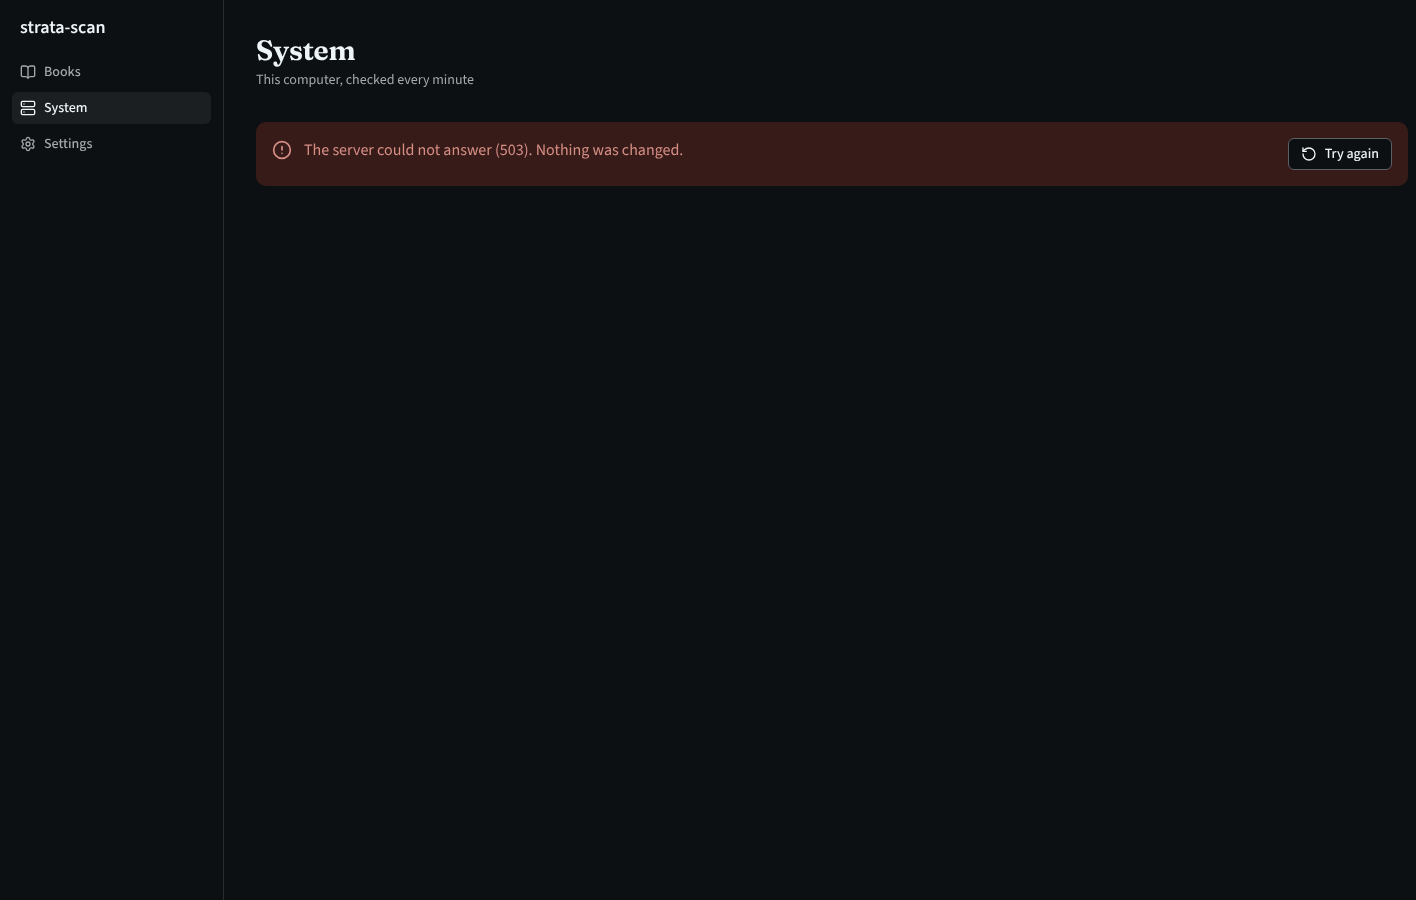 strata-scan
Books
System
Settings
System
This computer, checked every minute
The server could not answer (503). Nothing was changed.
Try again